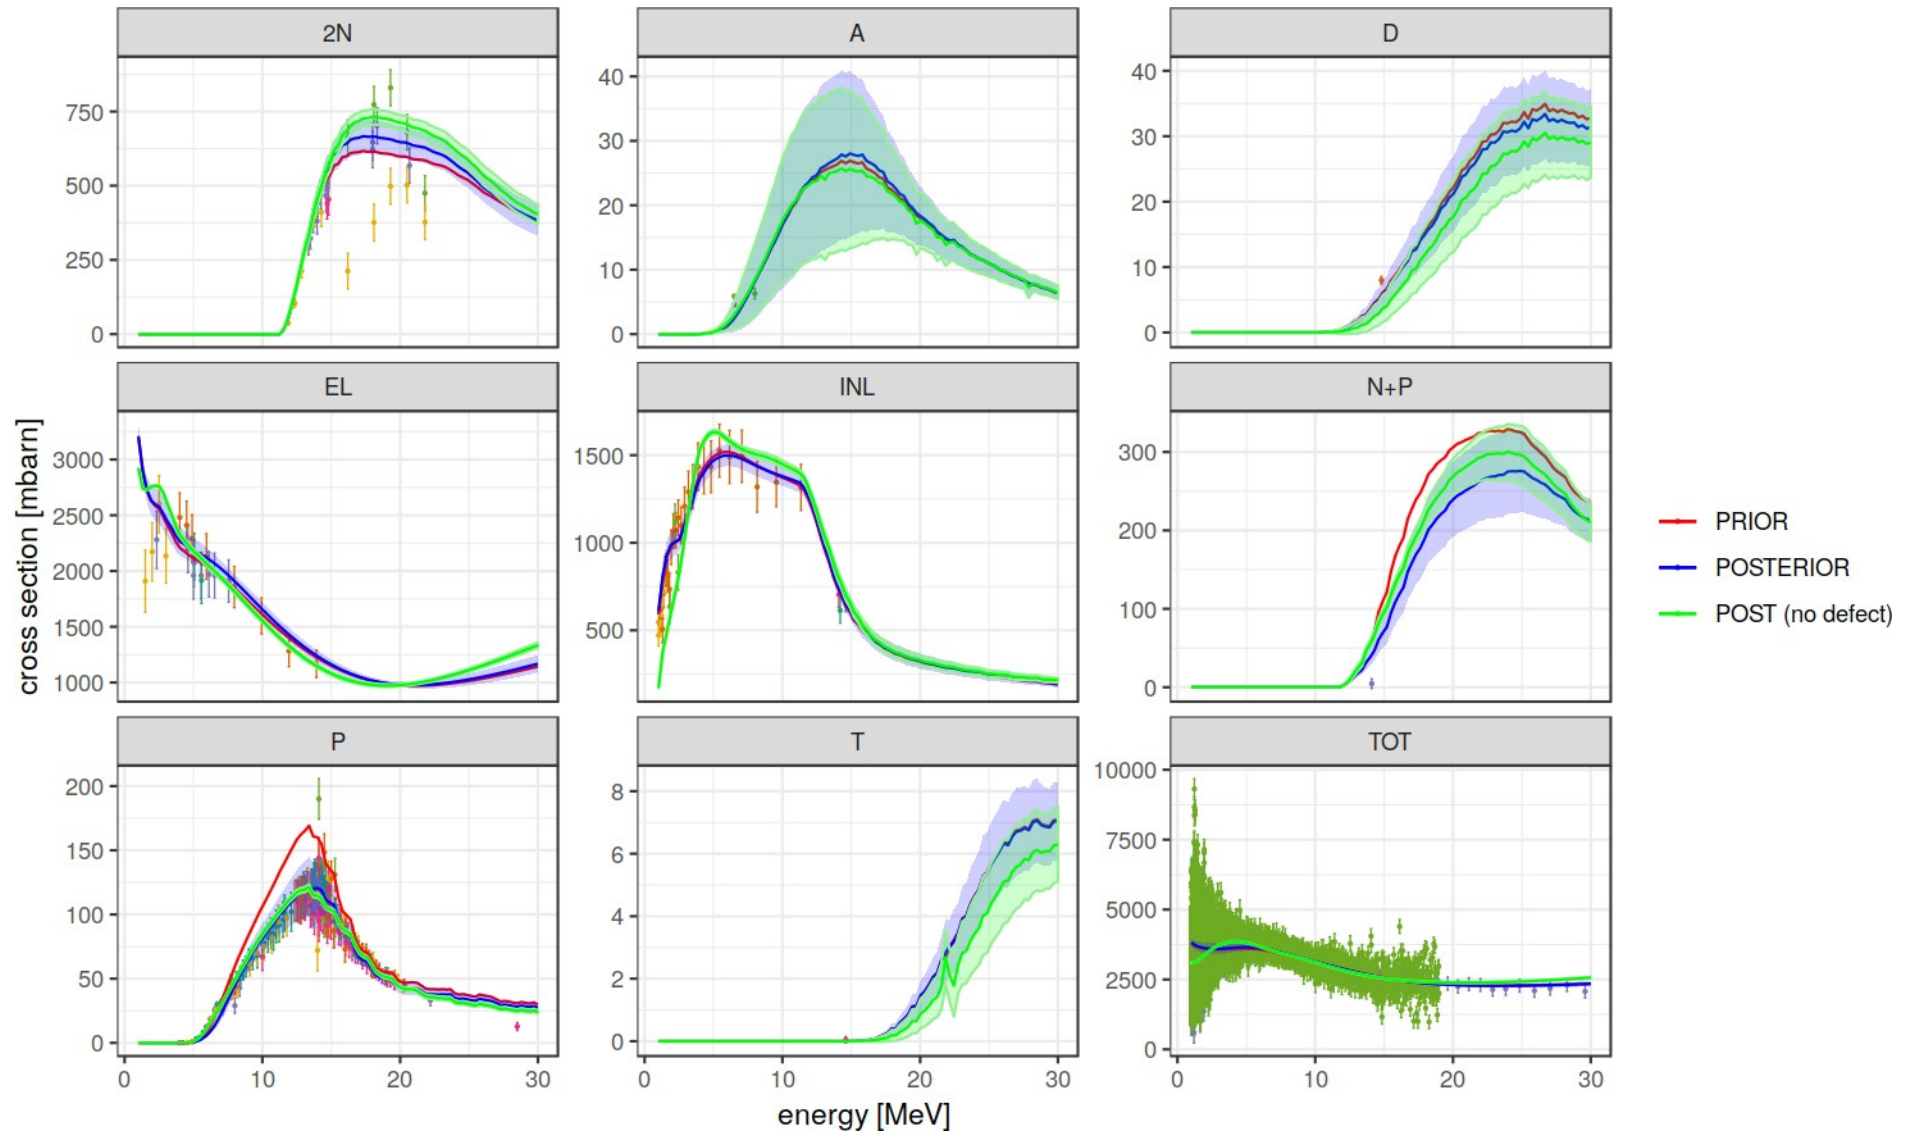 2N
A
D
750
500
250
0
40
30
20
10
0
40
30
20
10
0
EL
INL
N+P
3000
2500
2000
1500
1000
1500
1000
500
300
200
100
0
P
T
TOT
200
150
100
50
0
8
6
4
2
0
10000
7500
5000
2500
0
0 10 20 30
0 10 20 30
0 10 20 30
cross section [mbarn]
energy [MeV]
PRIOR
POSTERIOR
POST (no defect)